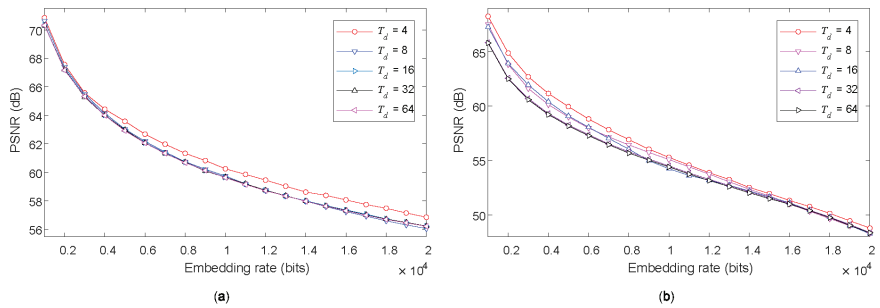 70
68
66
64
62
60
58
56
PSNR (dB)
0.2 0.4 0.6 0.8 1.0 1.2 1.4 1.6 1.8 20
Embedding rate (bits)
× 10⁴
T_d = 4
T_d = 8
T_d = 16
T_d = 32
T_d = 64
(a)
65
60
55
50
PSNR (dB)
0.2 0.4 0.6 0.8 1.0 1.2 1.4 1.6 1.8 20
Embedding rate (bits)
× 10⁴
T_d = 4
T_d = 8
T_d = 16
T_d = 32
T_d = 64
(b)